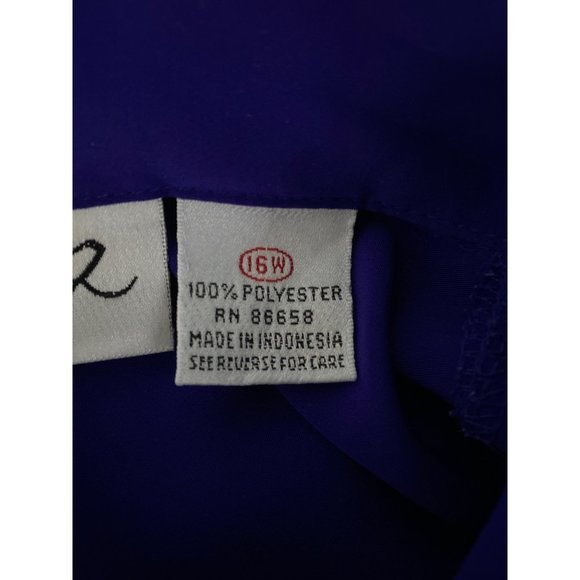 16W
100% POLYESTER
RN 86658
MADE IN INDONESIA
SEE REVERSE FOR CARE